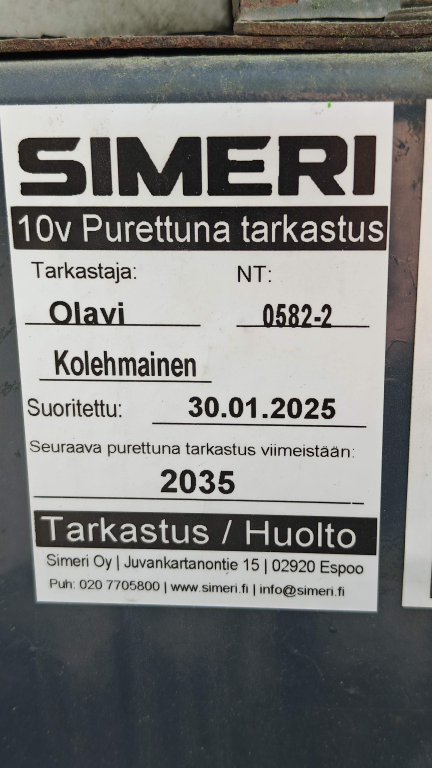 SIMERI
10v Purettuna tarkastus
Tarkastaja: NT:
Olavi 0582-2
Kolehmainen
Suoritettu: 30.01.2025
Seuraava purettuna tarkastus viimeistään:
2035
Tarkastus / Huolto
Simeri Oy | Juvankartanontie 15 | 02920 Espoo
Puh: 020 7705800 | www.simeri.fi | info@simeri.fi